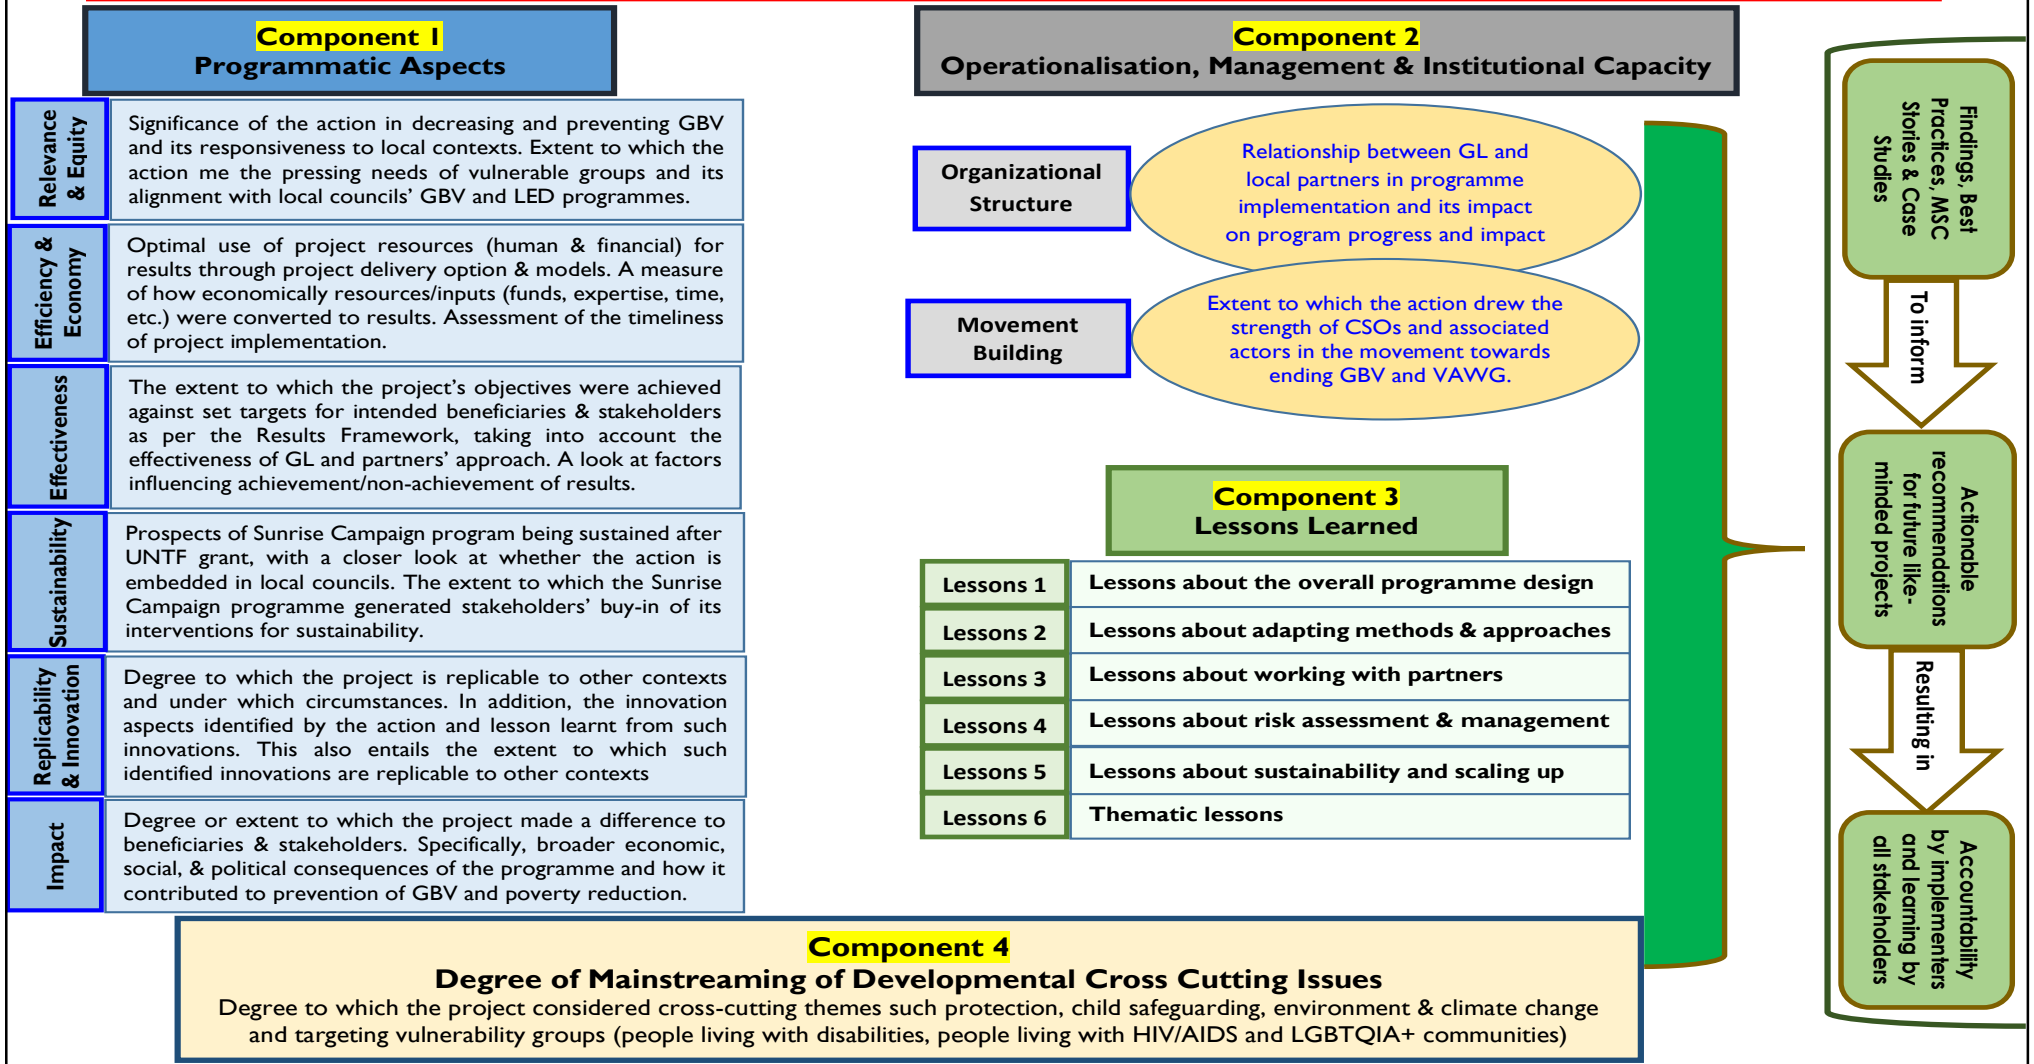 Component 1
Programmatic Aspects
Relevance
& Equity
Significance of the action in decreasing and preventing GBV
and its responsiveness to local contexts. Extent to which the
action me the pressing needs of vulnerable groups and its
alignment with local councils’ GBV and LED programmes.
Efficiency &
Economy
Optimal use of project resources (human & financial) for
results through project delivery option & models. A measure
of how economically resources/inputs (funds, expertise, time,
etc.) were converted to results. Assessment of the timeliness
of project implementation.
Effectiveness
The extent to which the project’s objectives were achieved
against set targets for intended beneficiaries & stakeholders
as per the Results Framework, taking into account the
effectiveness of GL and partners’ approach. A look at factors
influencing achievement/non-achievement of results.
Sustainability
Prospects of Sunrise Campaign program being sustained after
UNTF grant, with a closer look at whether the action is
embedded in local councils. The extent to which the Sunrise
Campaign programme generated stakeholders’ buy-in of its
interventions for sustainability.
Replicability
& Innovation
Degree to which the project is replicable to other contexts
and under which circumstances. In addition, the innovation
aspects identified by the action and lesson learnt from such
innovations. This also entails the extent to which such
identified innovations are replicable to other contexts
Impact
Degree or extent to which the project made a difference to
beneficiaries & stakeholders. Specifically, broader economic,
social, & political consequences of the programme and how it
contributed to prevention of GBV and poverty reduction.
Component 2
Operationalisation, Management & Institutional Capacity
Organizational
Structure
Relationship between GL and
local partners in programme
implementation and its impact
on program progress and impact
Movement
Building
Extent to which the action drew the
strength of CSOs and associated
actors in the movement towards
ending GBV and VAWG.
Component 3
Lessons Learned
Lessons 1
Lessons about the overall programme design
Lessons 2
Lessons about adapting methods & approaches
Lessons 3
Lessons about working with partners
Lessons 4
Lessons about risk assessment & management
Lessons 5
Lessons about sustainability and scaling up
Lessons 6
Thematic lessons
Component 4
Degree of Mainstreaming of Developmental Cross Cutting Issues
Degree to which the project considered cross-cutting themes such protection, child safeguarding, environment & climate change
and targeting vulnerability groups (people living with disabilities, people living with HIV/AIDS and LGBTQIA+ communities)
Findings, Best
Practices, MSC
Stories & Case
Studies
To inform
Actionable
recommendations
for future like-
minded projects
Resulting in
Accountability
by implementers
and learning by
all stakeholders